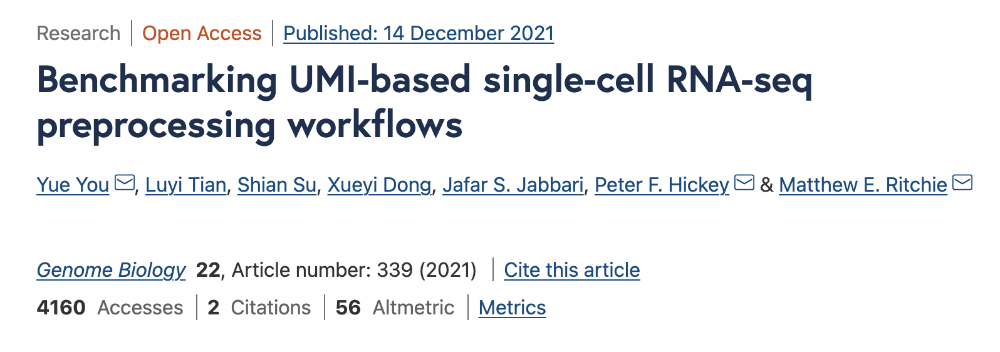 Research | Open Access | Published: 14 December 2021
Benchmarking UMI-based single-cell RNA-seq
preprocessing workflows
Yue You, Luyi Tian, Shian Su, Xueyi Dong, Jafar S. Jabbari, Peter F. Hickey & Matthew E. Ritchie
Genome Biology 22, Article number: 339 (2021) | Cite this article
4160 Accesses | 2 Citations | 56 Altmetric | Metrics